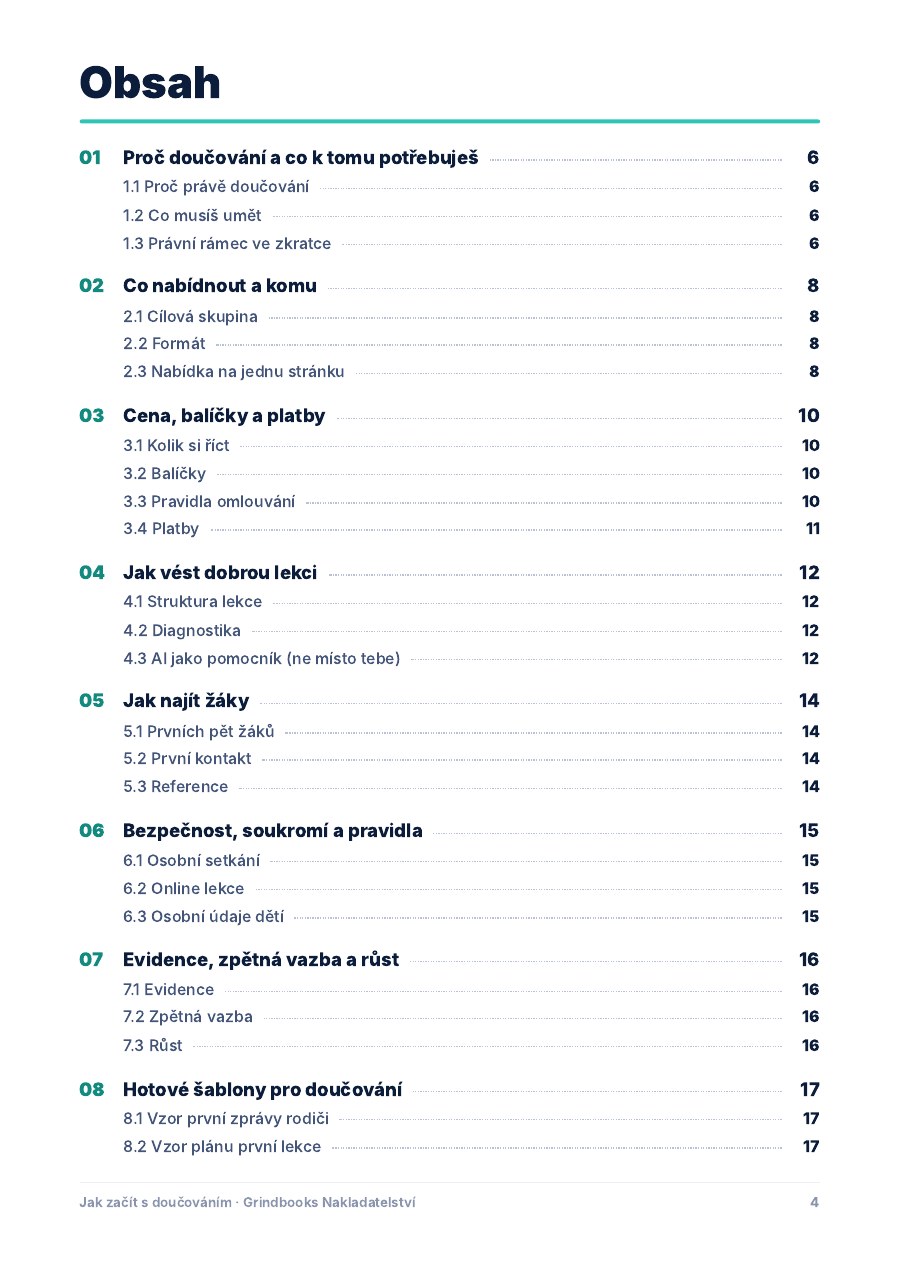 Obsah
01 Proč doučování a co k tomu potřebuješ 6
1.1 Proč právě doučování 6
1.2 Co musíš umět 6
1.3 Právní rámec ve zkratce 6
02 Co nabídnout a komu 8
2.1 Cílová skupina 8
2.2 Formát 8
2.3 Nabídka na jednu stránku 8
03 Cena, balíčky a platby 10
3.1 Kolik si říct 10
3.2 Balíčky 10
3.3 Pravidla omlouvání 10
3.4 Platby 11
04 Jak vést dobrou lekci 12
4.1 Struktura lekce 12
4.2 Diagnostika 12
4.3 AI jako pomocník (ne místo tebe) 12
05 Jak najít žáky 14
5.1 Prvních pět žáků 14
5.2 První kontakt 14
5.3 Reference 14
06 Bezpečnost, soukromí a pravidla 15
6.1 Osobní setkání 15
6.2 Online lekce 15
6.3 Osobní údaje dětí 15
07 Evidence, zpětná vazba a růst 16
7.1 Evidence 16
7.2 Zpětná vazba 16
7.3 Růst 16
08 Hotové šablony pro doučování 17
8.1 Vzor první zprávy rodiči 17
8.2 Vzor plánu první lekce 17
Jak začít s doučováním · Grindbooks Nakladatelství 4